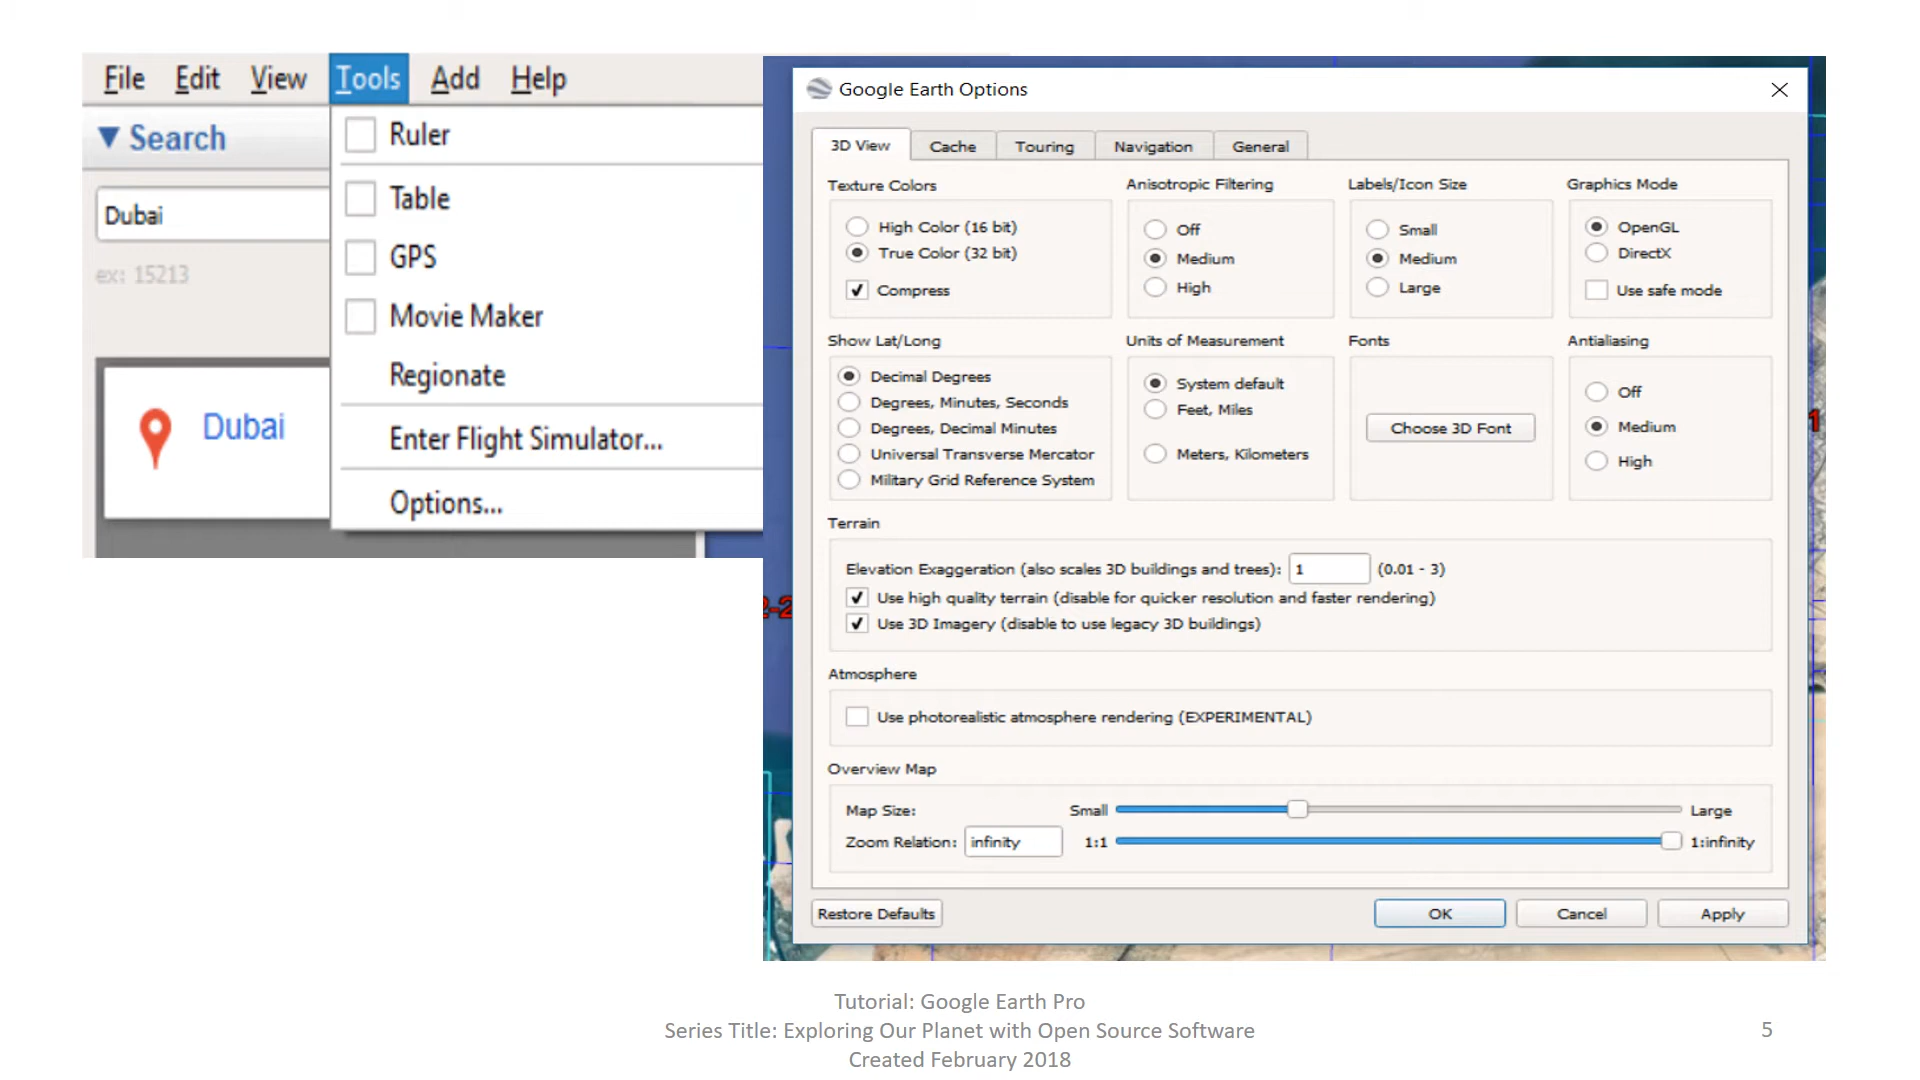 File Edit View Tools Add Help
Search
Dubai
ex: 15213
Dubai
Ruler
Table
GPS
Movie Maker
Regionate
Enter Flight Simulator...
Options...
Google Earth Options
3D View Cache Touring Navigation General
Texture Colors
High Color (16 bit)
True Color (32 bit)
Compress
Anisotropic Filtering
Off
Medium
High
Labels/Icon Size
Small
Medium
Large
Graphics Mode
OpenGL
DirectX
Use safe mode
Show Lat/Long
Decimal Degrees
Degrees, Minutes, Seconds
Degrees, Decimal Minutes
Universal Transverse Mercator
Military Grid Reference System
Units of Measurement
System default
Feet, Miles
Meters, Kilometers
Fonts
Choose 3D Font
Antialiasing
Off
Medium
High
Terrain
Elevation Exaggeration (also scales 3D buildings and trees): 1 (0.01 - 3)
Use high quality terrain (disable for quicker resolution and faster rendering)
Use 3D Imagery (disable to use legacy 3D buildings)
Atmosphere
Use photorealistic atmosphere rendering (EXPERIMENTAL)
Overview Map
Map Size: Small Large
Zoom Relation: infinity 1:1 1:infinity
Restore Defaults OK Cancel Apply
Tutorial: Google Earth Pro
Series Title: Exploring Our Planet with Open Source Software
Created February 2018
5